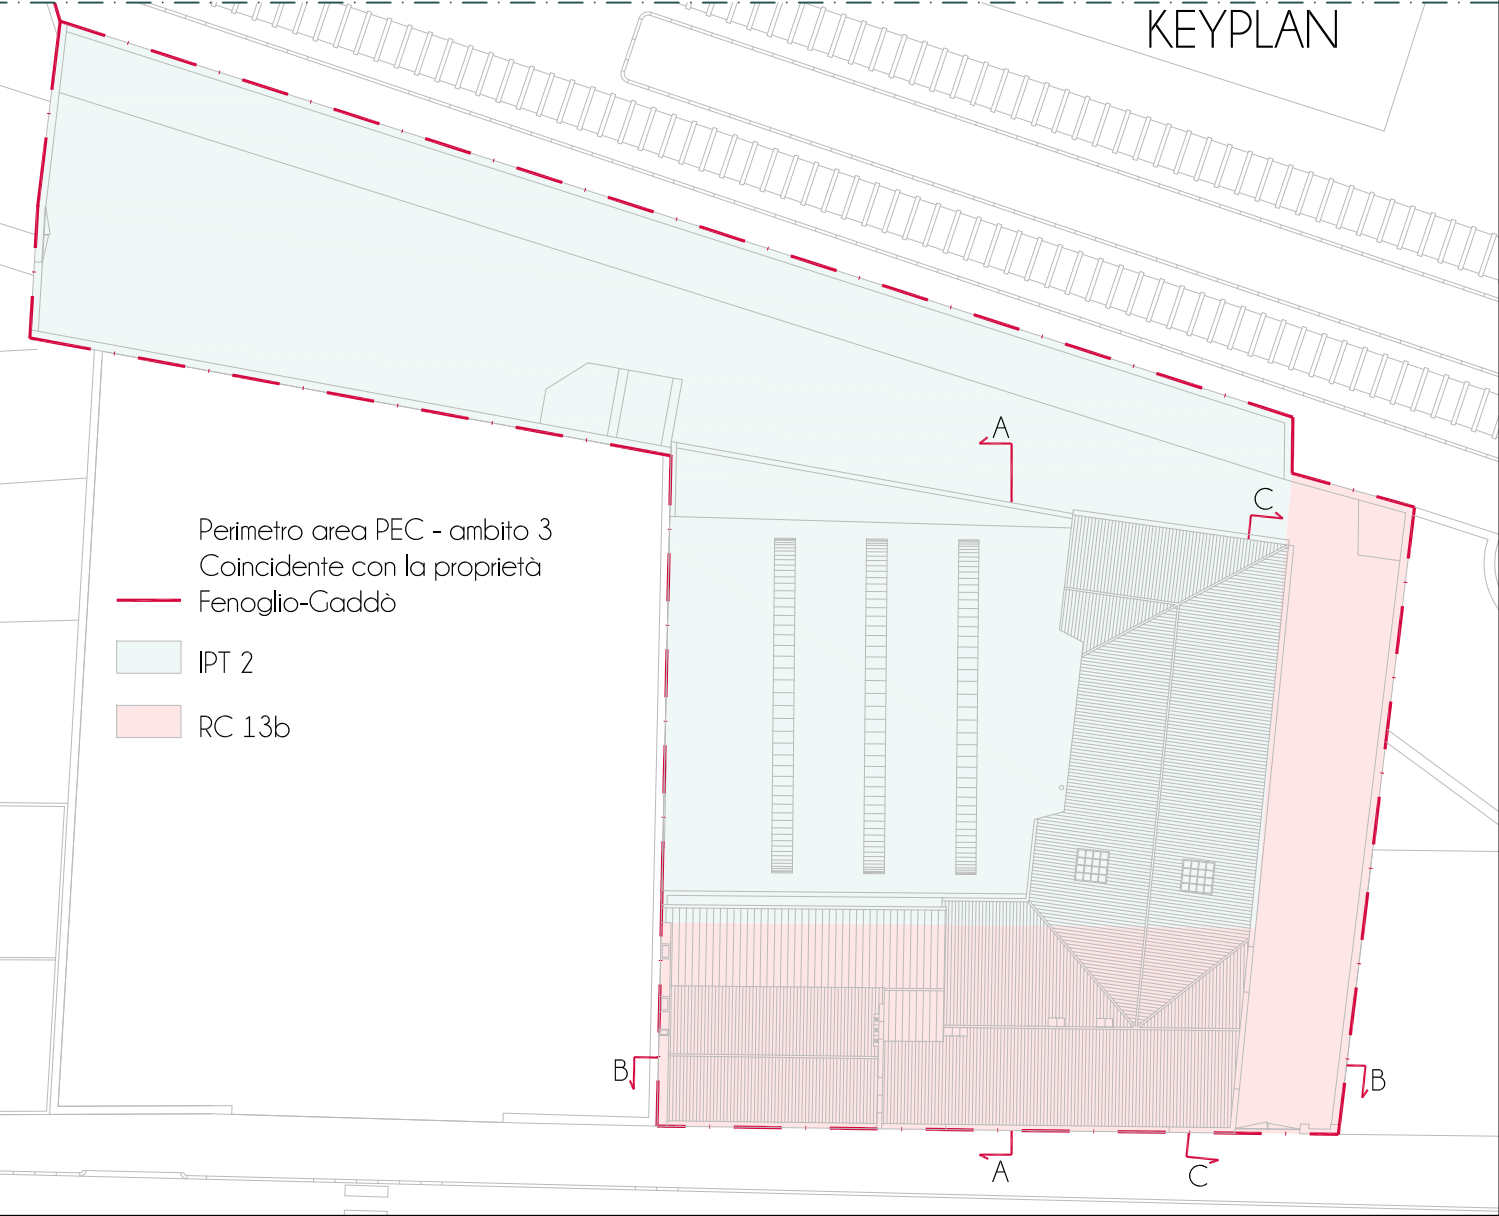 KEYPLAN
A
C
Perimetro area PEC - ambito 3
Coincidente con la proprietà
Fenoglio-Gaddò
IPT 2
RC 13b
B
B
A
C